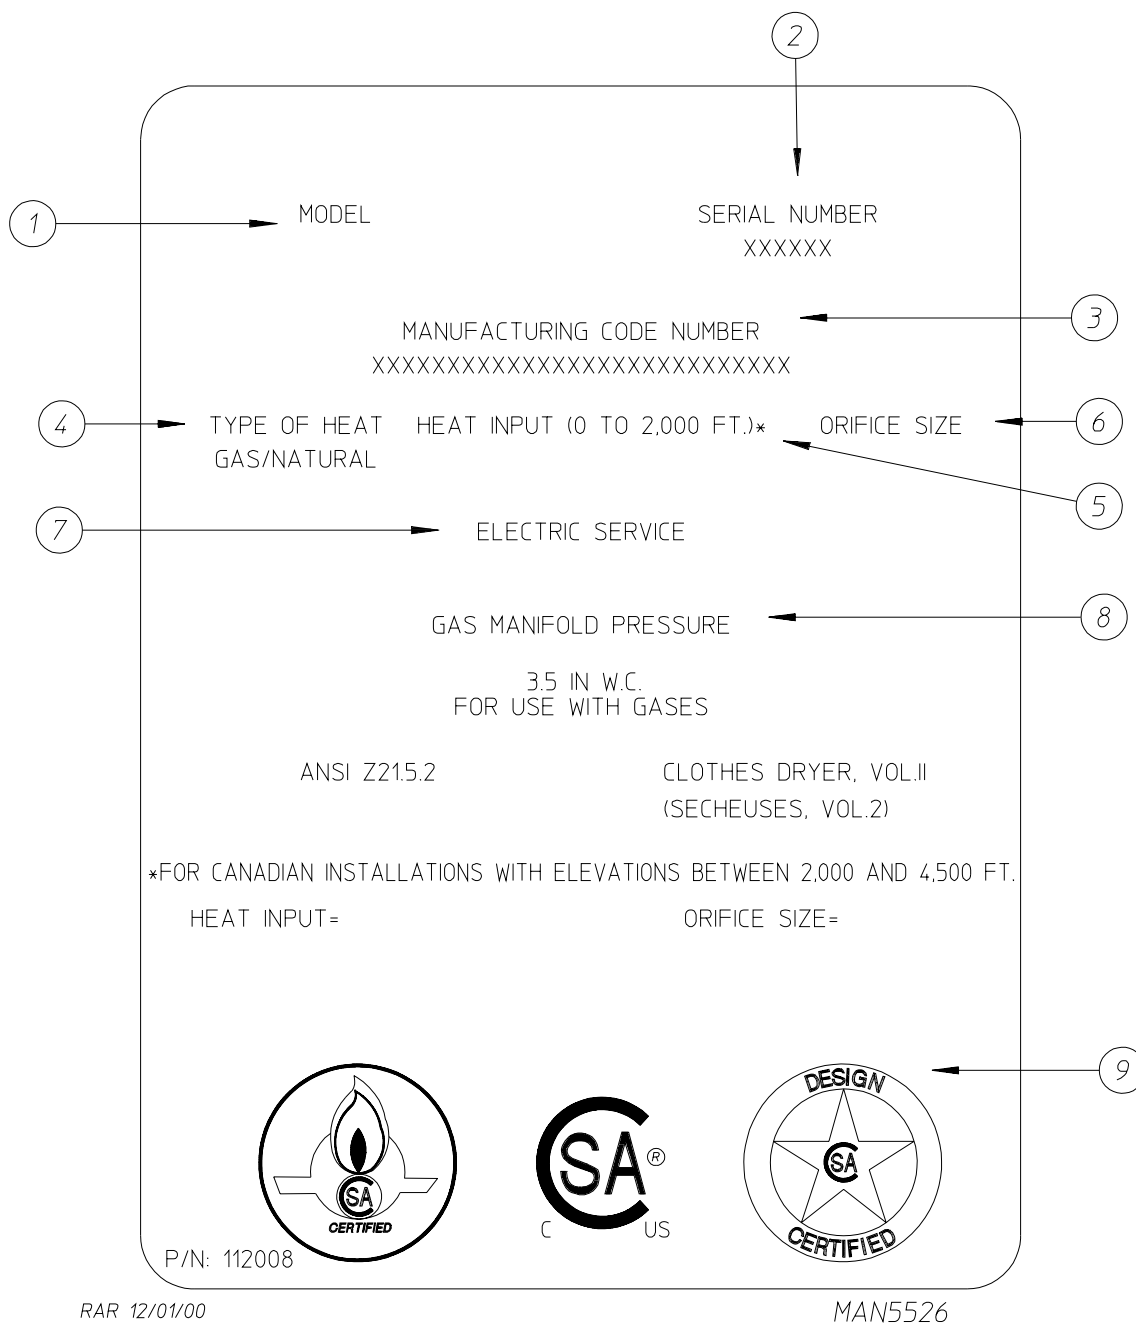 2
1
MODEL
SERIAL NUMBER
XXXXXX
3
MANUFACTURING CODE NUMBER
XXXXXXXXXXXXXXXXXXXXXXXXXXXX
4
TYPE OF HEAT
HEAT INPUT (0 TO 2,000 FT.)*
ORIFICE SIZE
6
GAS/NATURAL
5
7
ELECTRIC SERVICE
GAS MANIFOLD PRESSURE
8
3.5 IN W.C.
FOR USE WITH GASES
ANSI Z21.5.2
CLOTHES DRYER, VOL.II
(SECHEUSES, VOL.2)
*FOR CANADIAN INSTALLATIONS WITH ELEVATIONS BETWEEN 2,000 AND 4,500 FT.
HEAT INPUT=
ORIFICE SIZE=
9
CSA
CERTIFIED
CSA®
C US
DESIGN
CSA
CERTIFIED
P/N: 112008
RAR 12/01/00
MAN5526